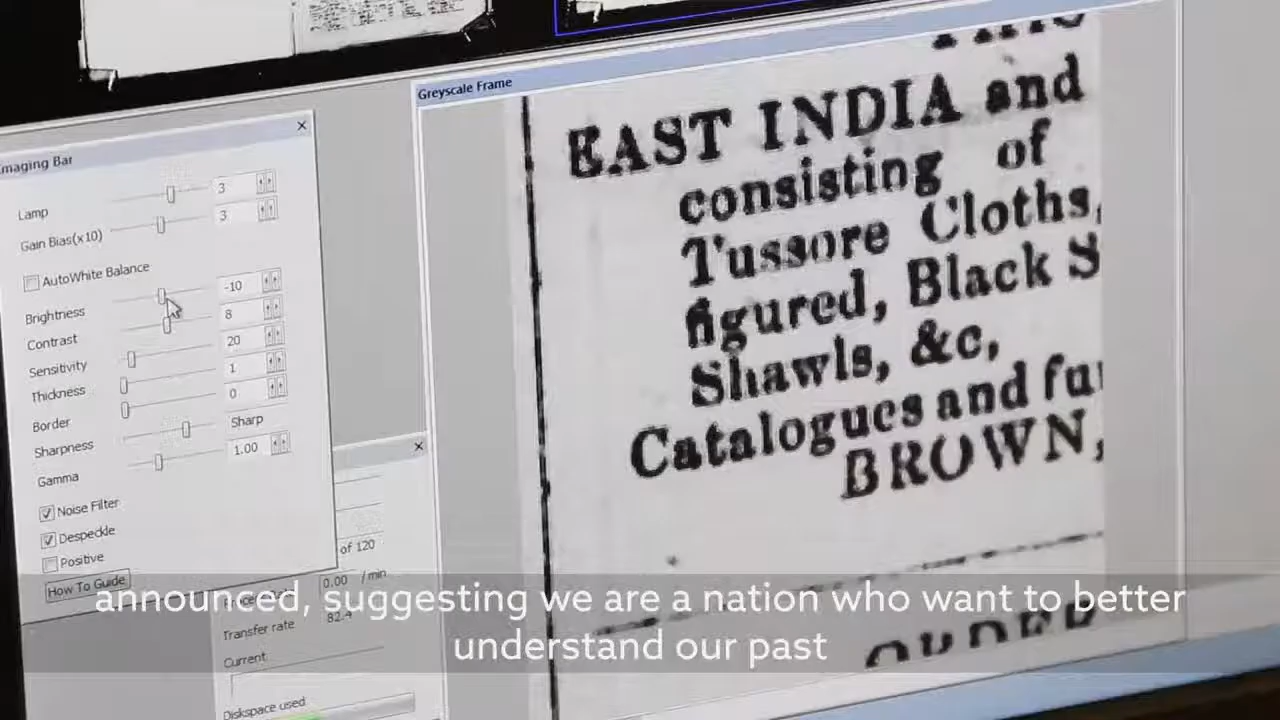 Greyscale Frame
Imaging Bar
Lamp 3
Gain Bias(x10) 3
AutoWhite Balance
Brightness -10
Contrast 8
Sensitivity 20
Thickness 1
Border 0
Sharpness Sharp
Gamma 1.00
Noise Filter
Despeckle
Positive
How To Guide
of 120
0.00 / min
Transfer rate 82.4
Current
Diskspace used
EAST INDIA and
consisting of
Tussore Cloths,
figured, Black S
Shawls, &c,
Catalogues and fu
BROWN,
announced, suggesting we are a nation who want to better
understand our past